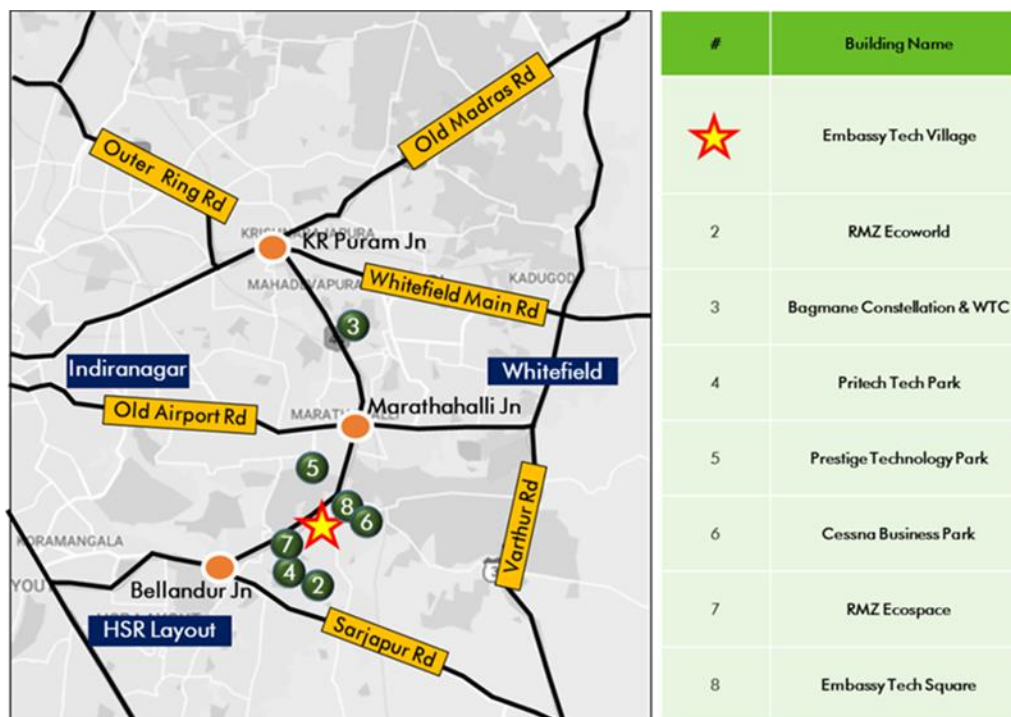 Old Madras Rd
Outer Ring Rd
KR Puram Jn
MAHADEVAPURA
Whitefield Main Rd
KADUGOD
3
Indiranagar
Whitefield
Old Airport Rd
Marathahalli Jn
5
8
6
7
4
2
Varthur Rd
KORAMANGALA
YOU
Bellandur Jn
HSR Layout
Sarjapur Rd
# Building Name
Embassy Tech Village
2 RMZ Ecoworld
3 Bagmane Constellation & WTC
4 Pritech Tech Park
5 Prestige Technology Park
6 Cessna Business Park
7 RMZ Ecospace
8 Embassy Tech Square